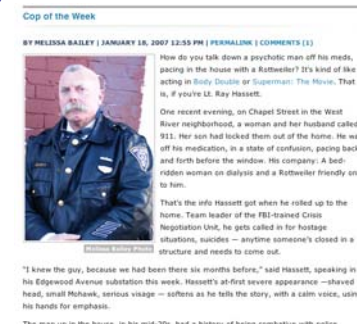 Cop of the Week
BY MELISSA BAILEY | JANUARY 18, 2007 12:55 PM | PERMALINK | COMMENTS (1)
How do you talk down a psychotic man off his meds,
pacing in the house with a Rottweiler? It's kind of like
acting in Body Double or Superman: The Movie. That
is, if you're Lt. Ray Hassett.
One recent evening, on Chapel Street in the West
River neighborhood, a woman and her husband called
911. Her son had locked them out of the home. He wa
off his medication, in a state of confusion, pacing back
and forth before the window. His company: A bed-
ridden woman on dialysis and a Rottweiler friendly on
to him.
That's the info Hassett got when he rolled up to the
home. Team leader of the FBI-trained Crisis
Negotiation Unit, he gets called in for hostage
situations, suicides — anytime someone's closed in a
structure and needs to come out.
Melissa Bailey Photo
"I knew the guy, because we had been there six months before," said Hassett, speaking in
his Edgewood Avenue substation this week. Hassett's at-first severe appearance —shaved
head, small Mohawk, serious visage — softens as he tells the story, with a calm voice, usin
his hands for emphasis.